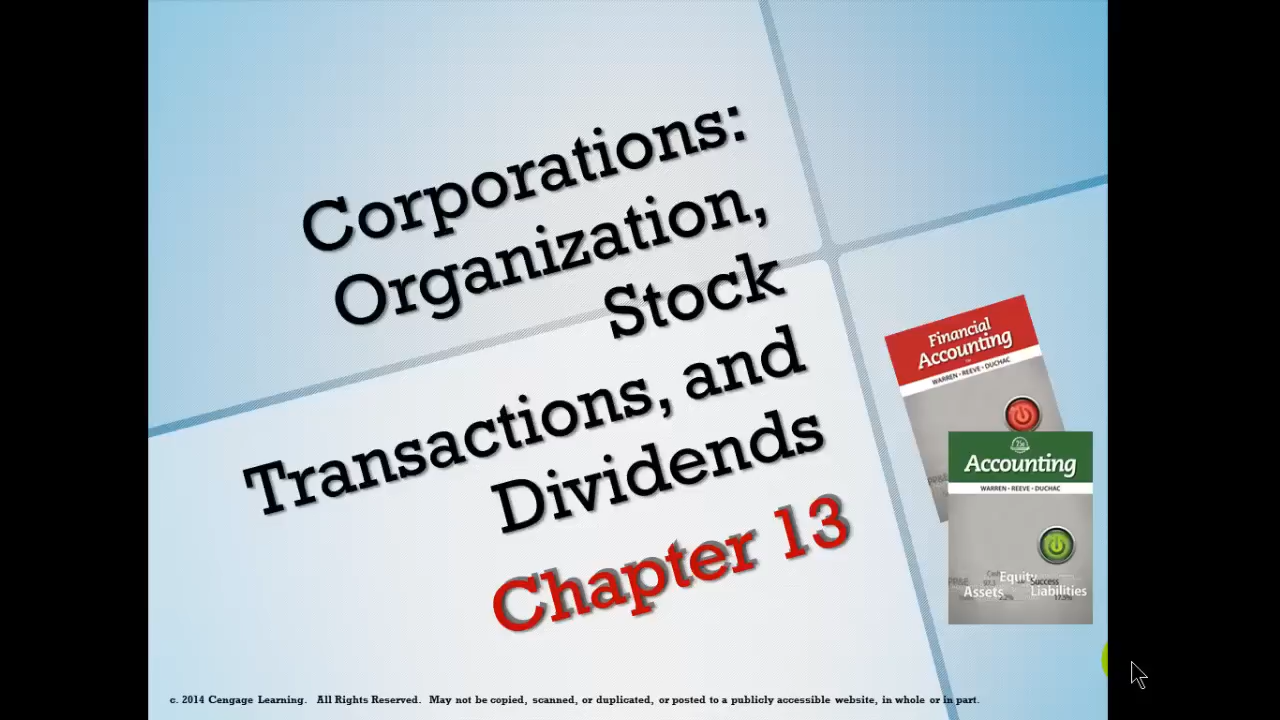 Corporations:
Organization,
Stock
Transactions, and
Dividends
Chapter 13
Financial
Accounting
WARREN • REEVE • DUCHAC
Accounting
WARREN • REEVE • DUCHAC
Equity
Success
Assets
Liabilities
c. 2014 Cengage Learning. All Rights Reserved. May not be copied, scanned, or duplicated, or posted to a publicly accessible website, in whole or in part.